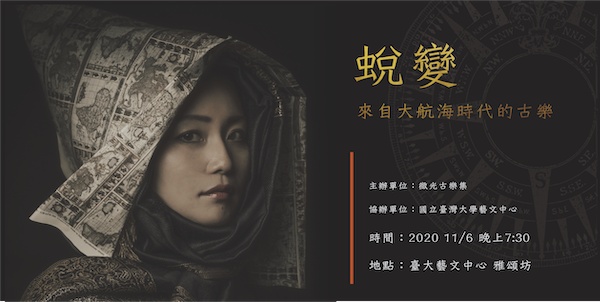 蛻變
來自大航海時代的古樂
主辦單位：微光古樂集
協辦單位：國立臺灣大學藝文中心
時間：2020 11/6 晚上7:30
地點：臺大藝文中心 雅頌坊